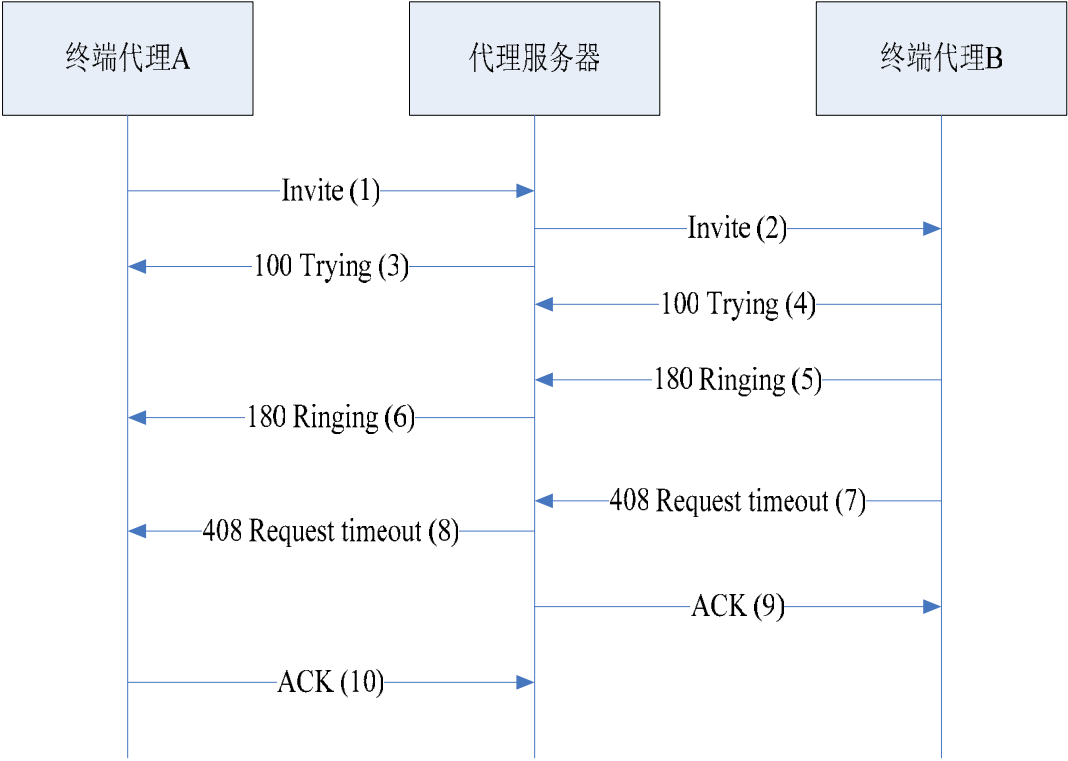 终端代理A
代理服务器
终端代理B
Invite (1)
Invite (2)
100 Trying (3)
100 Trying (4)
180 Ringing (5)
180 Ringing (6)
408 Request timeout (7)
408 Request timeout (8)
ACK (9)
ACK (10)